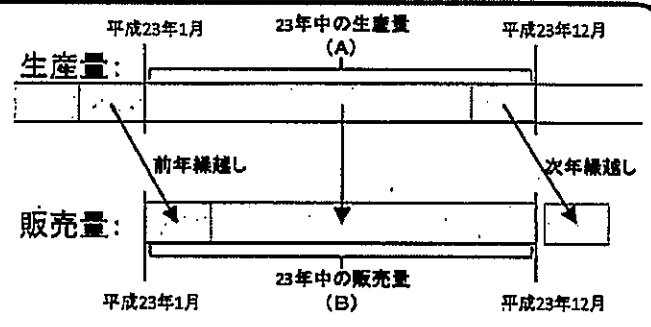 平成23年1月 23年中の生産量 平成23年12月
(A)
生産量:
前年繰越し 次年繰越し
販売量:
23年中の販売量
平成23年1月 (B) 平成23年12月